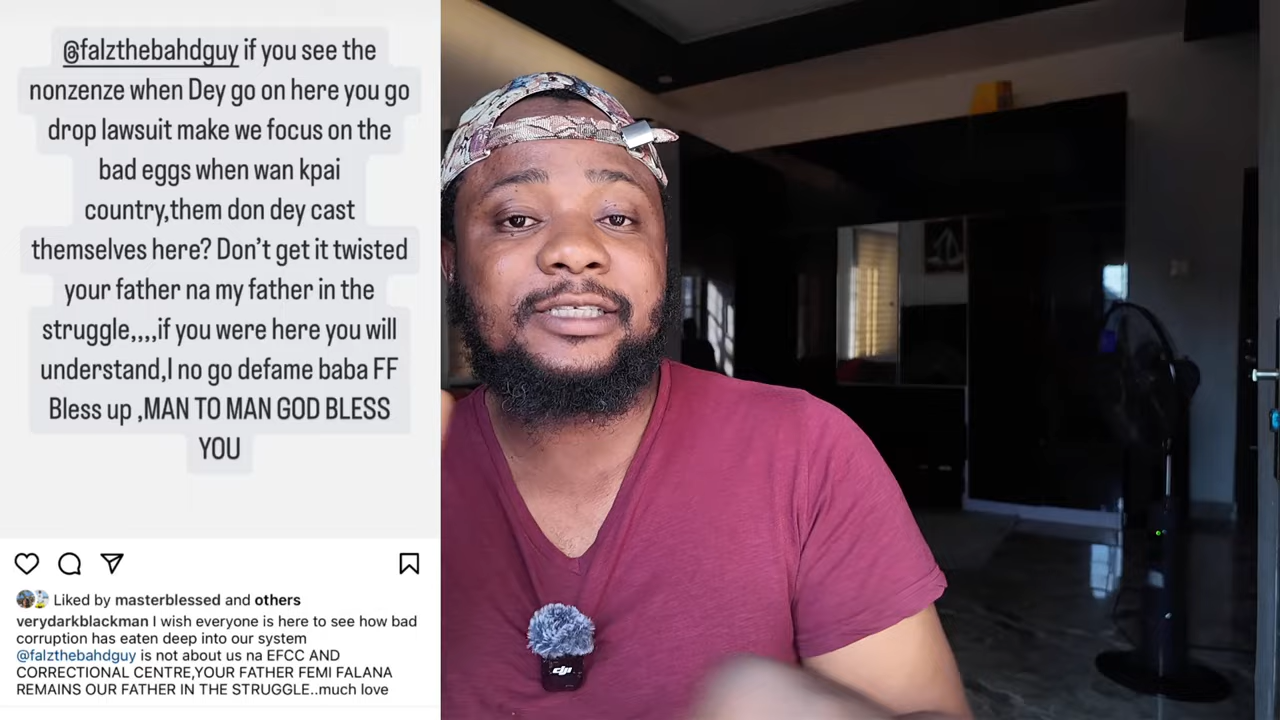 @falzthebahdguy if you see the
nonzenze when Dey go on here you go
drop lawsuit make we focus on the
bad eggs when wan kpai
country,them don dey cast
themselves here? Don't get it twisted
your father na my father in the
struggle,,,,if you were here you will
understand,I no go defame baba FF
Bless up ,MAN TO MAN GOD BLESS
YOU
Liked by masterblessed and others
verydarkblackman I wish everyone is here to see how bad
corruption has eaten deep into our system
@falzthebahdguy is not about us na EFCC AND
CORRECTIONAL CENTRE,YOUR FATHER FEMI FALANA
REMAINS OUR FATHER IN THE STRUGGLE..much love
dji